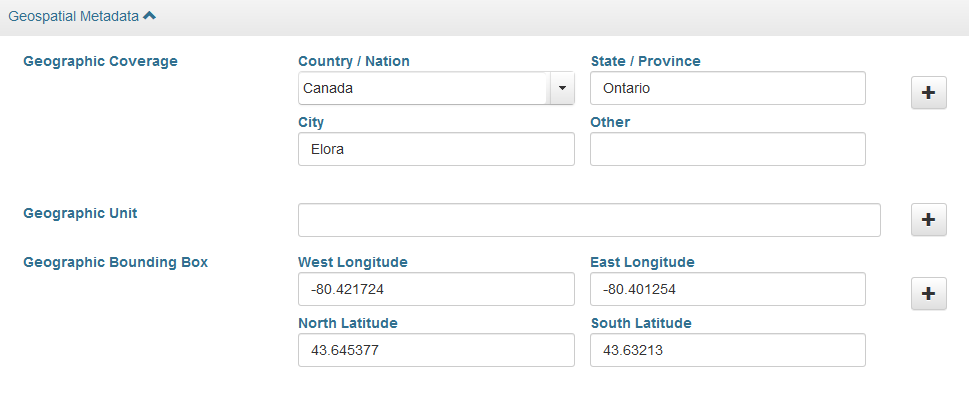 Geospatial Metadata
Geographic Coverage
Country / Nation
State / Province
Canada
Ontario
City
Other
Elora
Geographic Unit
Geographic Bounding Box
West Longitude
East Longitude
-80.421724
-80.401254
North Latitude
South Latitude
43.645377
43.63213